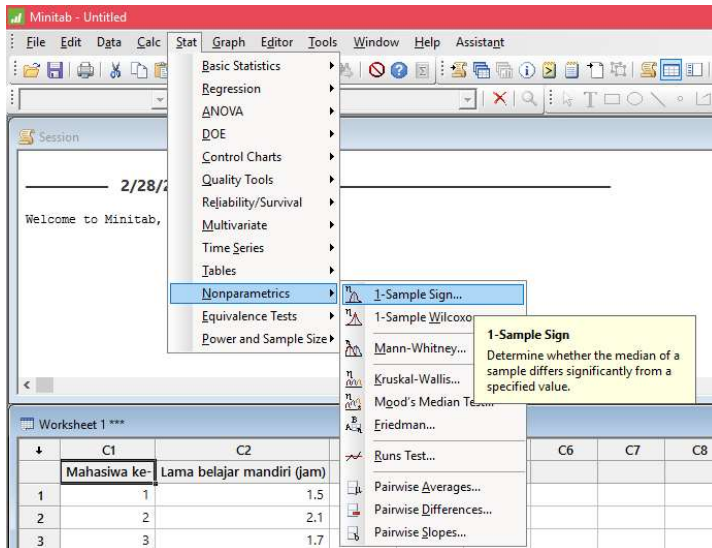 Minitab - Untitled
File Edit Data Calc Stat Graph Editor Tools Window Help Assistant
Basic Statistics
Regression
ANOVA
DOE
Control Charts
Quality Tools
Reliability/Survival
Multivariate
Time Series
Tables
Nonparametrics
Equivalence Tests
Power and Sample Size
Session
2/28/2
Welcome to Minitab,
1-Sample Sign...
1-Sample Wilcoxo
Mann-Whitney...
Kruskal-Wallis...
Mood's Median Test...
Friedman...
Runs Test...
Pairwise Averages...
Pairwise Differences...
Pairwise Slopes...
1-Sample Sign
Determine whether the median of a
sample differs significantly from a
specified value.
Worksheet 1 ***
C1 C2 C6 C7 C8
Mahasiwa ke- Lama belajar mandiri (jam)
1 1 1.5
2 2 2.1
3 3 1.7